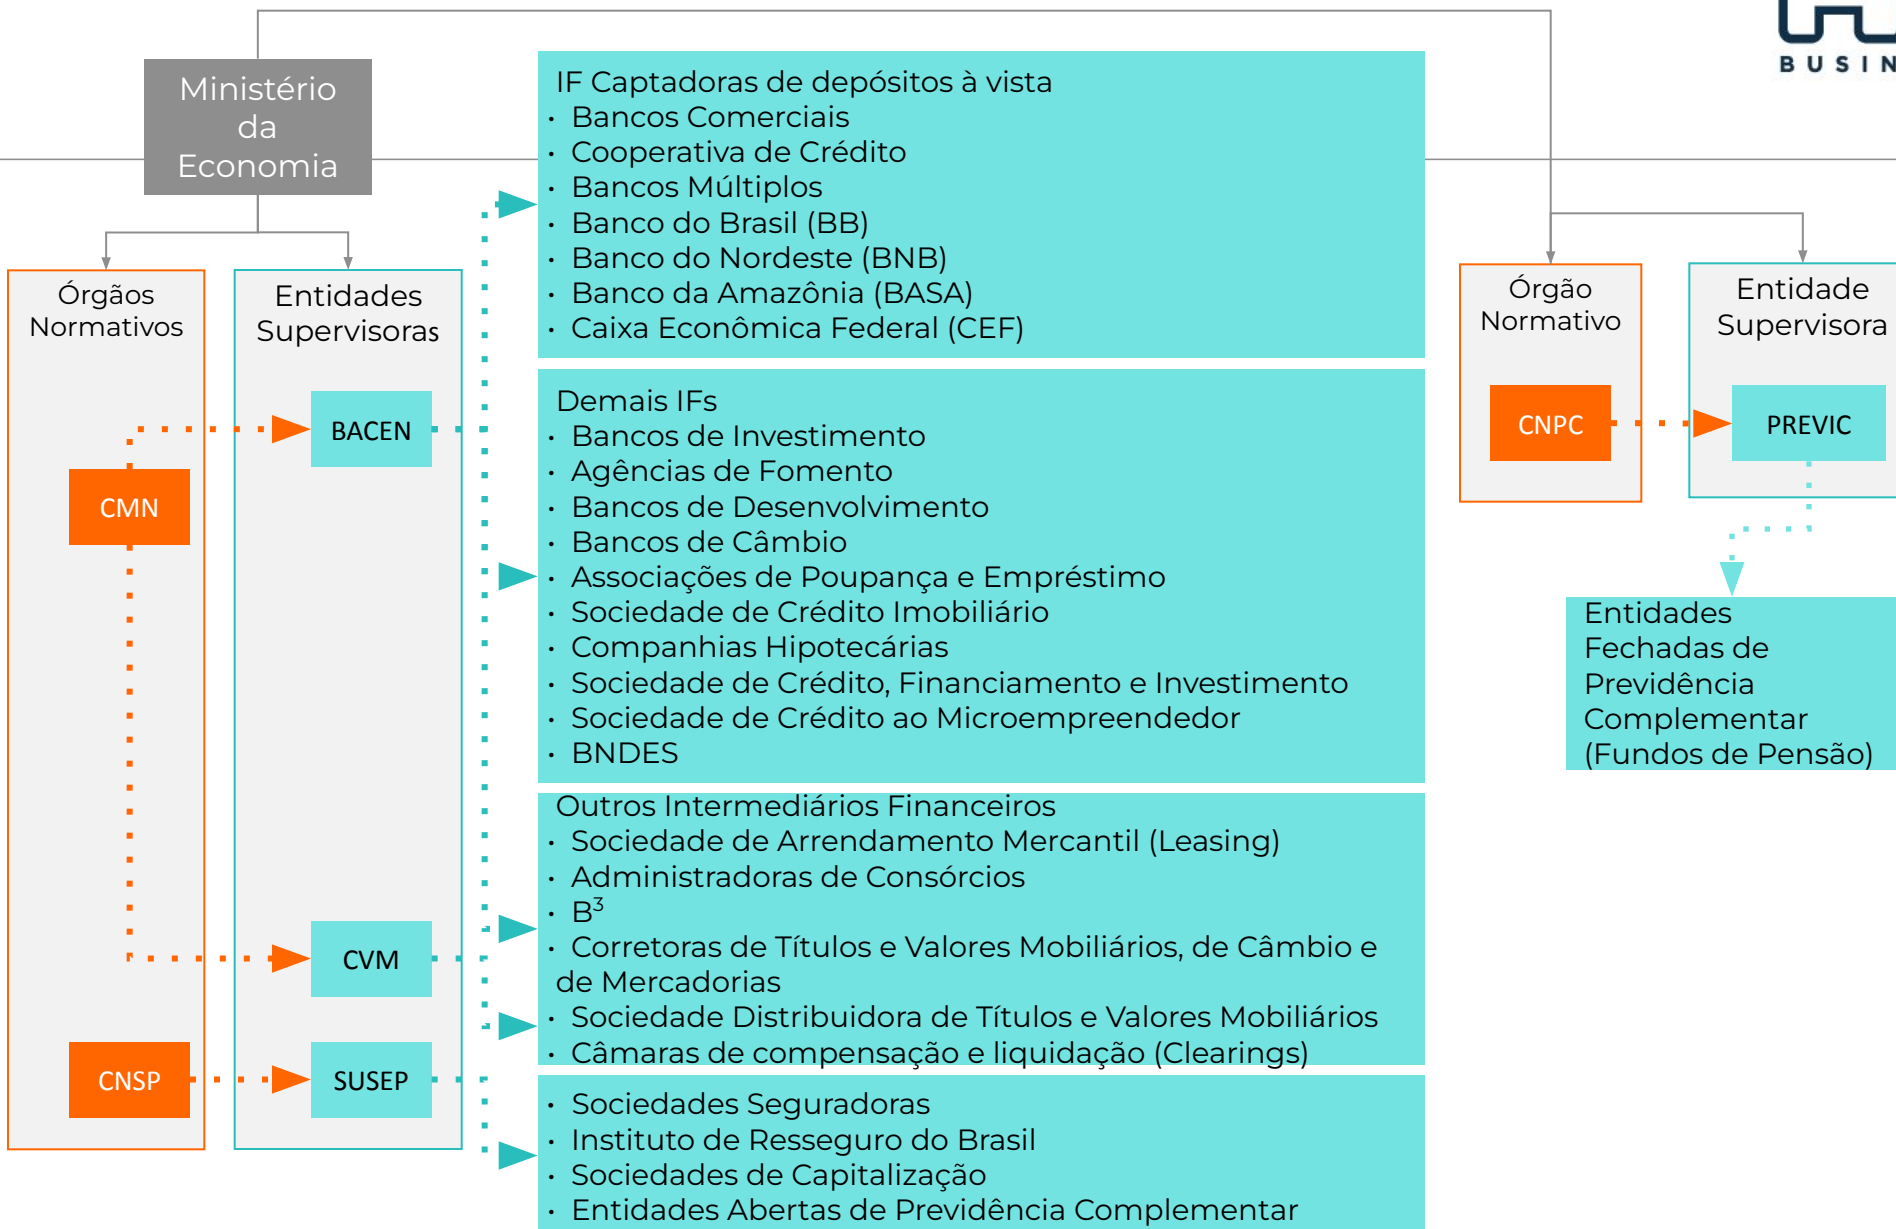 BUSIN
Ministério
da
Economia
IF Captadoras de depósitos à vista
· Bancos Comerciais
· Cooperativa de Crédito
· Bancos Múltiplos
· Banco do Brasil (BB)
· Banco do Nordeste (BNB)
· Banco da Amazônia (BASA)
· Caixa Econômica Federal (CEF)
Órgãos
Normativos
Entidades
Supervisoras
Órgão
Normativo
Entidade
Supervisora
BACEN
CMN
CVM
CNSP
SUSEP
Demais IFs
· Bancos de Investimento
· Agências de Fomento
· Bancos de Desenvolvimento
· Bancos de Câmbio
· Associações de Poupança e Empréstimo
· Sociedade de Crédito Imobiliário
· Companhias Hipotecárias
· Sociedade de Crédito, Financiamento e Investimento
· Sociedade de Crédito ao Microempreendedor
· BNDES
CNPC
PREVIC
Entidades
Fechadas de
Previdência
Complementar
(Fundos de Pensão)
Outros Intermediários Financeiros
· Sociedade de Arrendamento Mercantil (Leasing)
· Administradoras de Consórcios
· B³
· Corretoras de Títulos e Valores Mobiliários, de Câmbio e
de Mercadorias
· Sociedade Distribuidora de Títulos e Valores Mobiliários
· Câmaras de compensação e liquidação (Clearings)
· Sociedades Seguradoras
· Instituto de Resseguro do Brasil
· Sociedades de Capitalização
· Entidades Abertas de Previdência Complementar